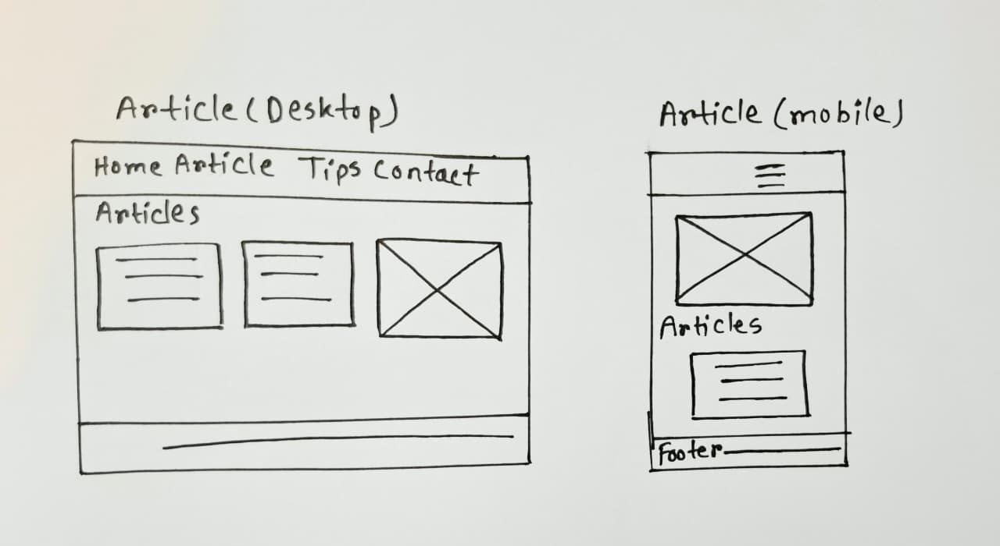 Article (Desktop)
Home Article Tips Contact
Articles
Article (mobile)
Articles
Footer